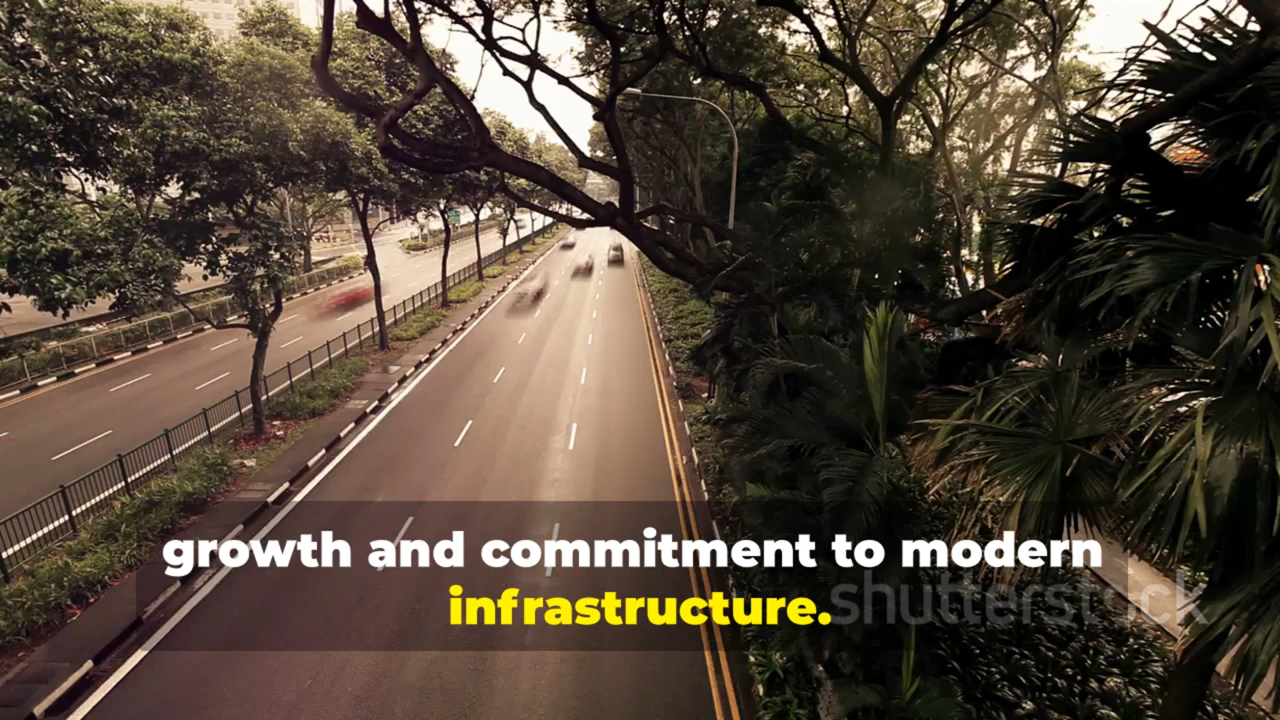 growth and commitment to modern
infrastructure.
shutterstock